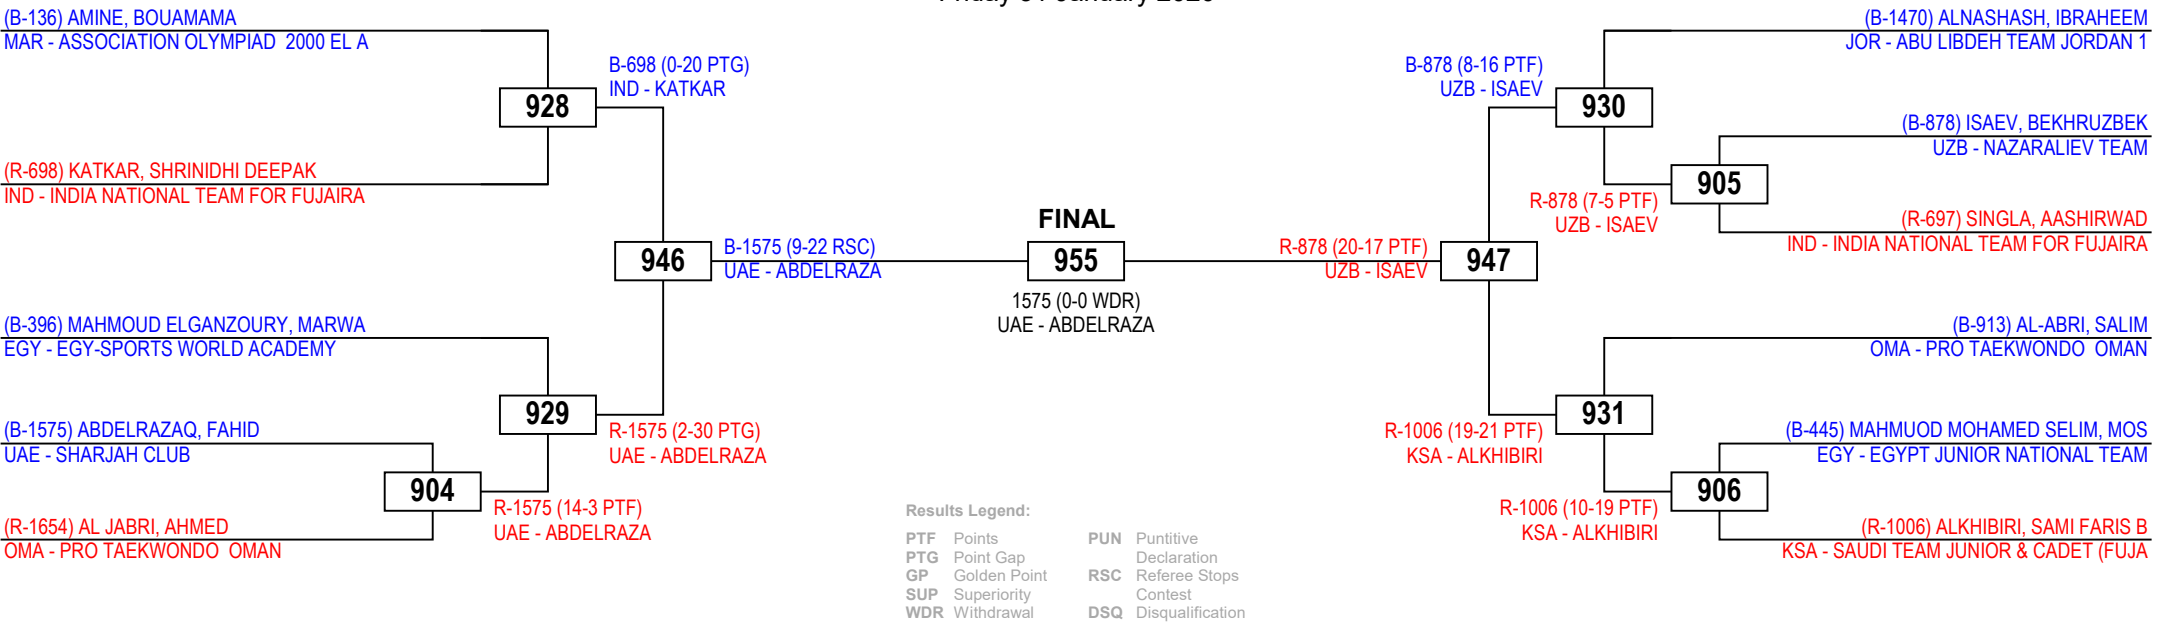 (B-136) AMINE, BOUAMAMA
MAR - ASSOCIATION OLYMPIAD 2000 EL A
B-698 (0-20 PTG)
IND - KATKAR
928
(R-698) KATKAR, SHRINIDHI DEEPAK
IND - INDIA NATIONAL TEAM FOR FUJAIRA
946
B-1575 (9-22 RSC)
UAE - ABDELRAZA
(B-396) MAHMOUD ELGANZOURY, MARWA
EGY - EGY-SPORTS WORLD ACADEMY
929
R-1575 (2-30 PTG)
UAE - ABDELRAZA
(B-1575) ABDELRAZAQ, FAHID
UAE - SHARJAH CLUB
904
R-1575 (14-3 PTF)
UAE - ABDELRAZA
(R-1654) AL JABRI, AHMED
OMA - PRO TAEKWONDO OMAN
FINAL
955
1575 (0-0 WDR)
UAE - ABDELRAZA
(B-1470) ALNASHASH, IBRAHEEM
JOR - ABU LIBDEH TEAM JORDAN 1
B-878 (8-16 PTF)
UZB - ISAEV
930
(B-878) ISAEV, BEKHRUZBEK
UZB - NAZARALIEV TEAM
905
R-878 (7-5 PTF)
UZB - ISAEV
(R-697) SINGLA, AASHIRWAD
IND - INDIA NATIONAL TEAM FOR FUJAIRA
R-878 (20-17 PTF)
UZB - ISAEV
947
(B-913) AL-ABRI, SALIM
OMA - PRO TAEKWONDO OMAN
931
R-1006 (19-21 PTF)
KSA - ALKHIBIRI
(B-445) MAHMUOD MOHAMED SELIM, MOS
EGY - EGYPT JUNIOR NATIONAL TEAM
906
R-1006 (10-19 PTF)
KSA - ALKHIBIRI
(R-1006) ALKHIBIRI, SAMI FARIS B
KSA - SAUDI TEAM JUNIOR & CADET (FUJA
Results Legend:
PTF Points
PTG Point Gap
GP Golden Point
SUP Superiority
WDR Withdrawal
PUN Puntitive
Declaration
RSC Referee Stops
Contest
DSQ Disqualification